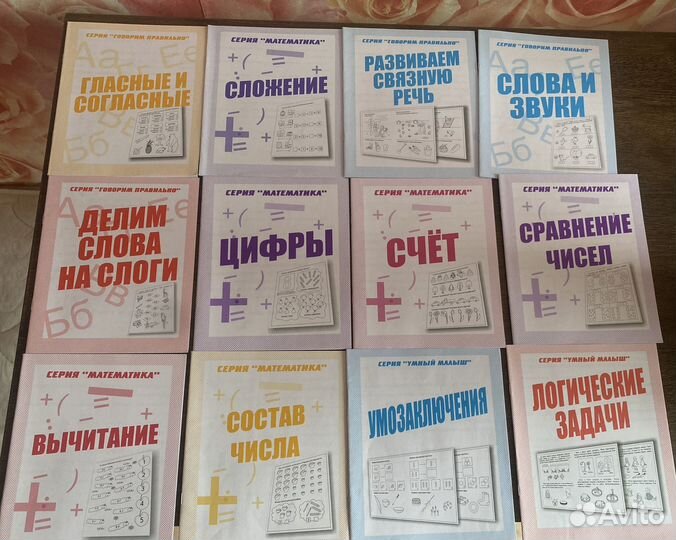 СЕРИЯ "ГОВОРИМ ПРАВИЛЬНО"
ГЛАСНЫЕ И
СОГЛАСНЫЕ
СЕРИЯ "МАТЕМАТИКА"
СЛОЖЕНИЕ
СЕРИЯ "ГОВОРИМ ПРАВИЛЬНО"
РАЗВИВАЕМ
СВЯЗНУЮ
РЕЧЬ
СЕРИЯ "ГОВОРИМ ПРАВИЛЬНО"
СЛОВА И
ЗВУКИ
СЕРИЯ "ГОВОРИМ ПРАВИЛЬНО"
ДЕЛИМ
СЛОВА
НА СЛОГИ
СЕРИЯ "МАТЕМАТИКА"
ЦИФРЫ
СЕРИЯ "МАТЕМАТИКА"
СЧЁТ
СЕРИЯ "МАТЕМАТИКА"
СРАВНЕНИЕ
ЧИСЕЛ
СЕРИЯ "МАТЕМАТИКА"
ВЫЧИТАНИЕ
СЕРИЯ "МАТЕМАТИКА"
СОСТАВ
ЧИСЛА
СЕРИЯ "УМНЫЙ МАЛЫШ"
УМОЗАКЛЮЧЕНИЯ
СЕРИЯ "УМНЫЙ МАЛЫШ"
ЛОГИЧЕСКИЕ
ЗАДАЧИ
Avito